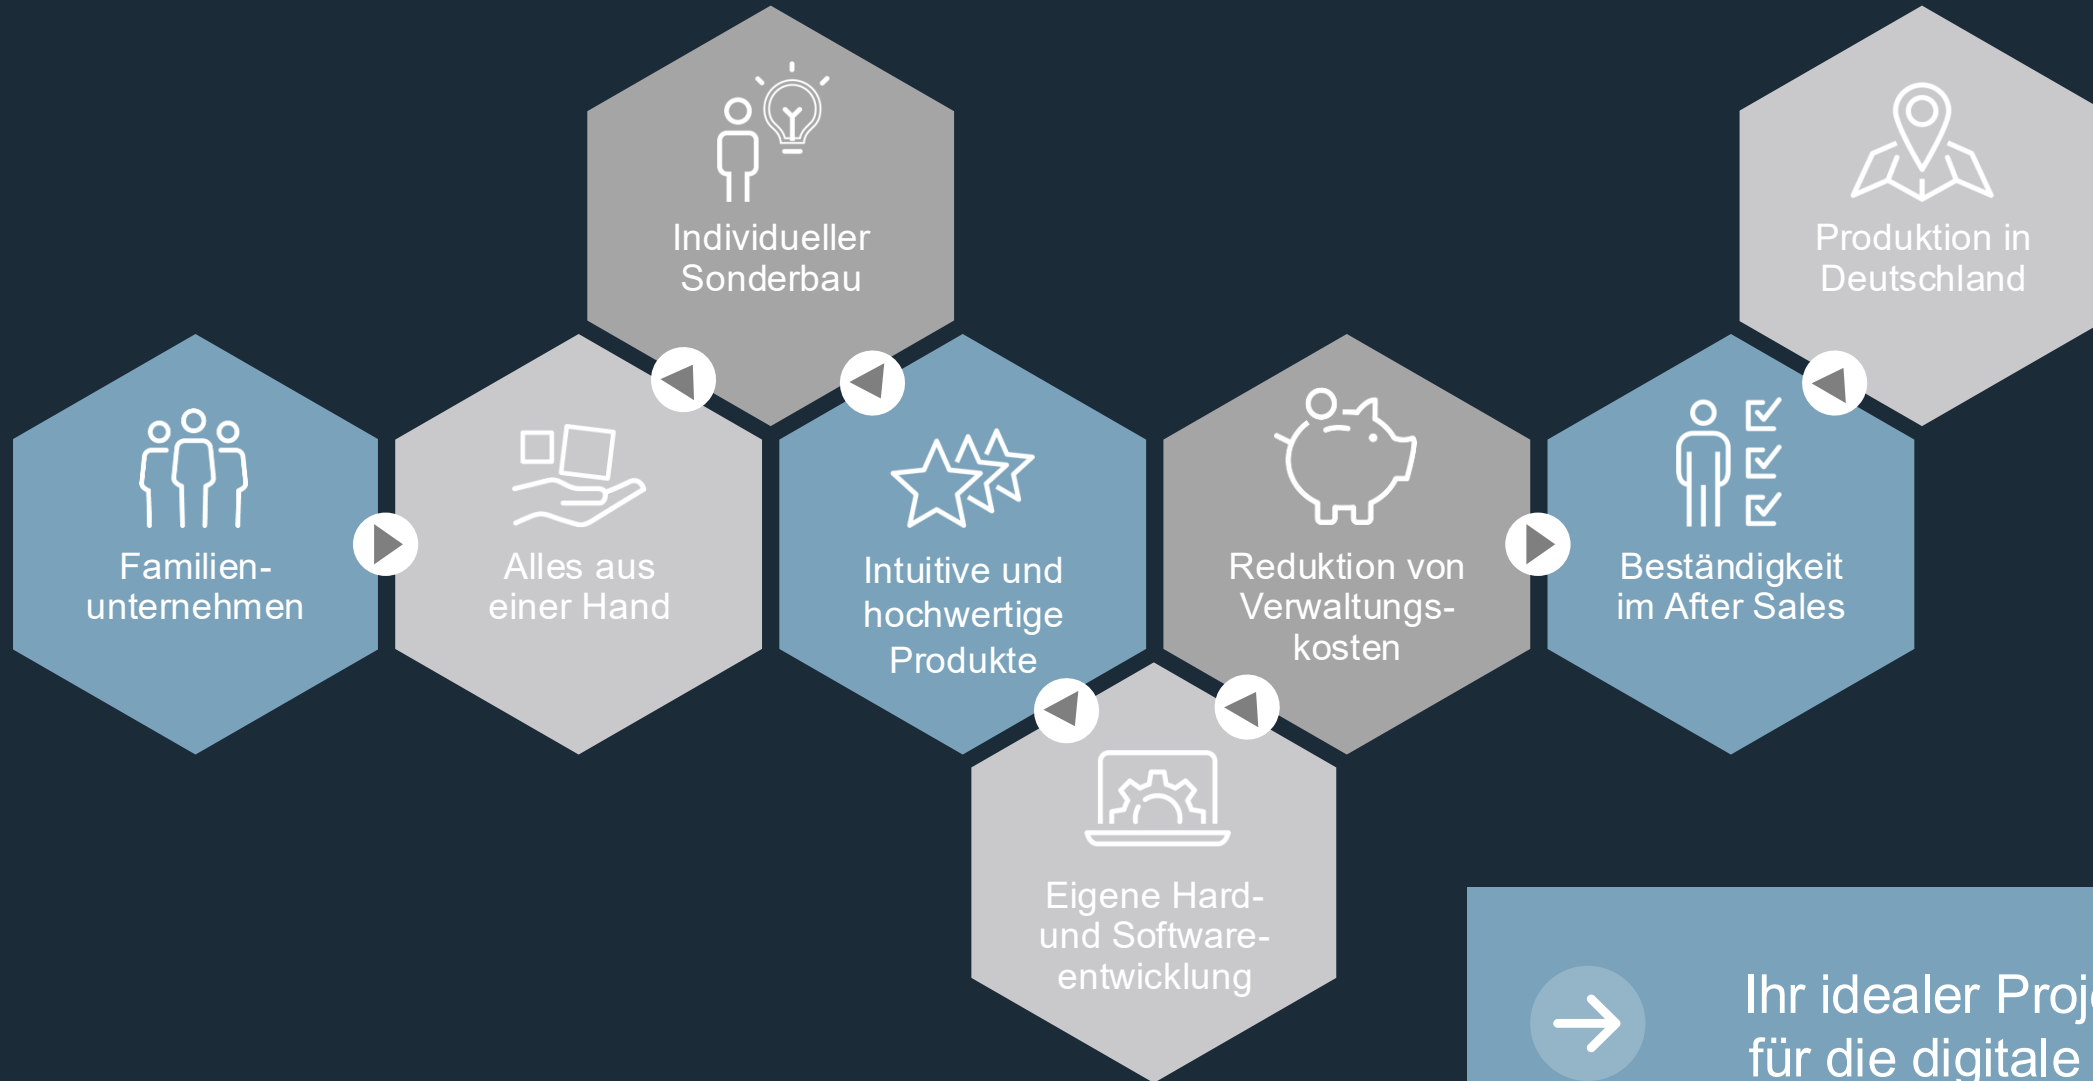 Individueller
Sonderbau
Produktion in
Deutschland
Familien-
unternehmen
Alles aus
einer Hand
Intuitive und
hochwertige
Produkte
Reduktion von
Verwaltungs-
kosten
Beständigkeit
im After Sales
Eigene Hard-
und Software-
entwicklung
Ihr idealer
für die digitale